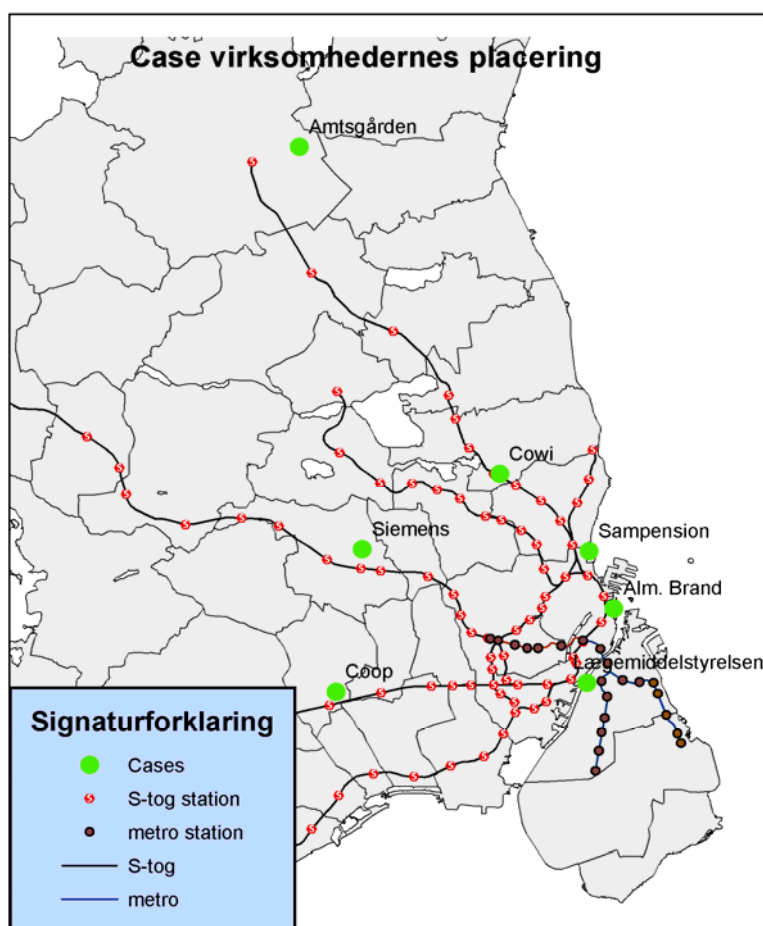 Case virksomhedernes placering
Amtsgården
Cowi
Siemens
Sampension
Alm. Brand
Lægemiddelstyrelsen
Coop
Signaturforklaring
Cases
S-tog station
metro station
S-tog
metro